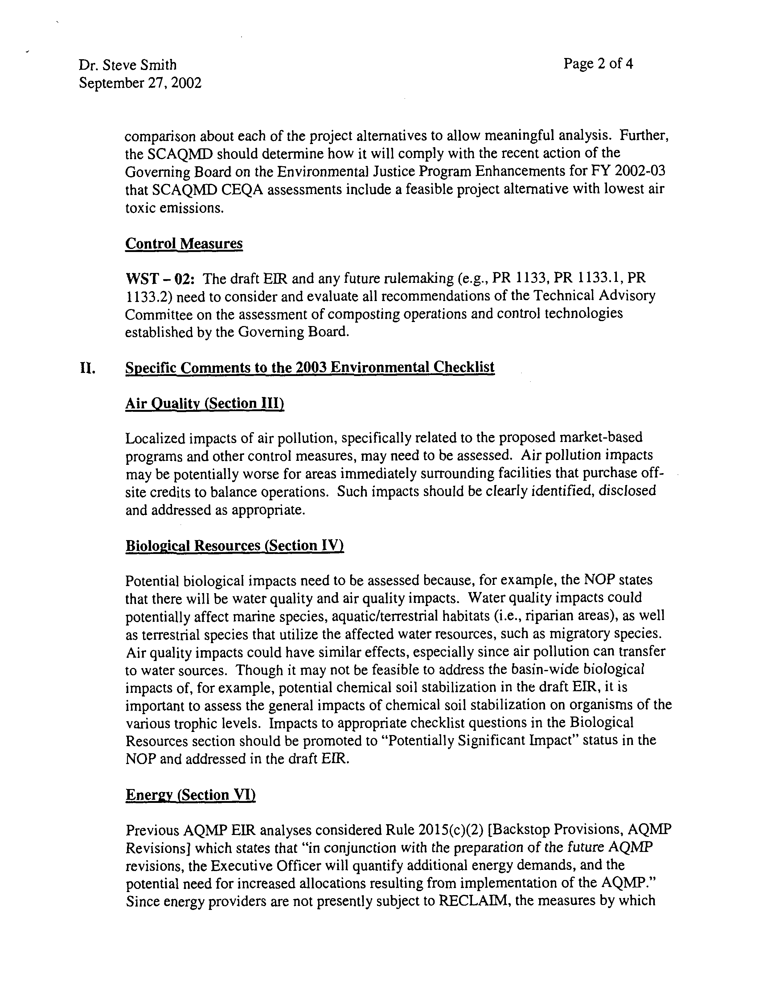 Dr. Steve Smith
Page 2 of 4
September 27, 2002
comparison about each of the project alternatives to allow meaningful analysis. Further,
the SCAQMD should determine how it will comply with the recent action of the
Governing Board on the Environmental Justice Program Enhancements for FY 2002-03
that SCAQMD CEQA assessments include a feasible project alternative with lowest air
toxic emissions.
Control Measures
WST – 02: The draft EIR and any future rulemaking (e.g., PR 1133, PR 1133.1, PR
1133.2) need to consider and evaluate all recommendations of the Technical Advisory
Committee on the assessment of composting operations and control technologies
established by the Governing Board.
II. Specific Comments to the 2003 Environmental Checklist
Air Quality (Section III)
Localized impacts of air pollution, specifically related to the proposed market-based
programs and other control measures, may need to be assessed. Air pollution impacts
may be potentially worse for areas immediately surrounding facilities that purchase off-
site credits to balance operations. Such impacts should be clearly identified, disclosed
and addressed as appropriate.
Biological Resources (Section IV)
Potential biological impacts need to be assessed because, for example, the NOP states
that there will be water quality and air quality impacts. Water quality impacts could
potentially affect marine species, aquatic/terrestrial habitats (i.e., riparian areas), as well
as terrestrial species that utilize the affected water resources, such as migratory species.
Air quality impacts could have similar effects, especially since air pollution can transfer
to water sources. Though it may not be feasible to address the basin-wide biological
impacts of, for example, potential chemical soil stabilization in the draft EIR, it is
important to assess the general impacts of chemical soil stabilization on organisms of the
various trophic levels. Impacts to appropriate checklist questions in the Biological
Resources section should be promoted to “Potentially Significant Impact” status in the
NOP and addressed in the draft EIR.
Energy (Section VI)
Previous AQMP EIR analyses considered Rule 2015(c)(2) [Backstop Provisions, AQMP
Revisions] which states that “in conjunction with the preparation of the future AQMP
revisions, the Executive Officer will quantify additional energy demands, and the
potential need for increased allocations resulting from implementation of the AQMP.”
Since energy providers are not presently subject to RECLAIM, the measures by which